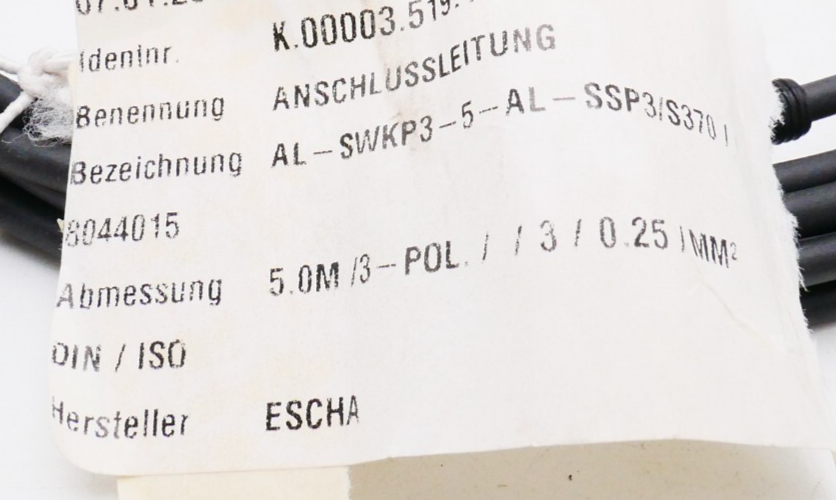 Identnr. K.00003.519.
Benennung ANSCHLUSSLEITUNG
Bezeichnung AL-SWKP3-5-AL-SSP3/S370 /
8044015
Abmessung 5.0M /3-POL. / / 3 / 0.25 /MM²
DIN / ISO
Hersteller ESCHA